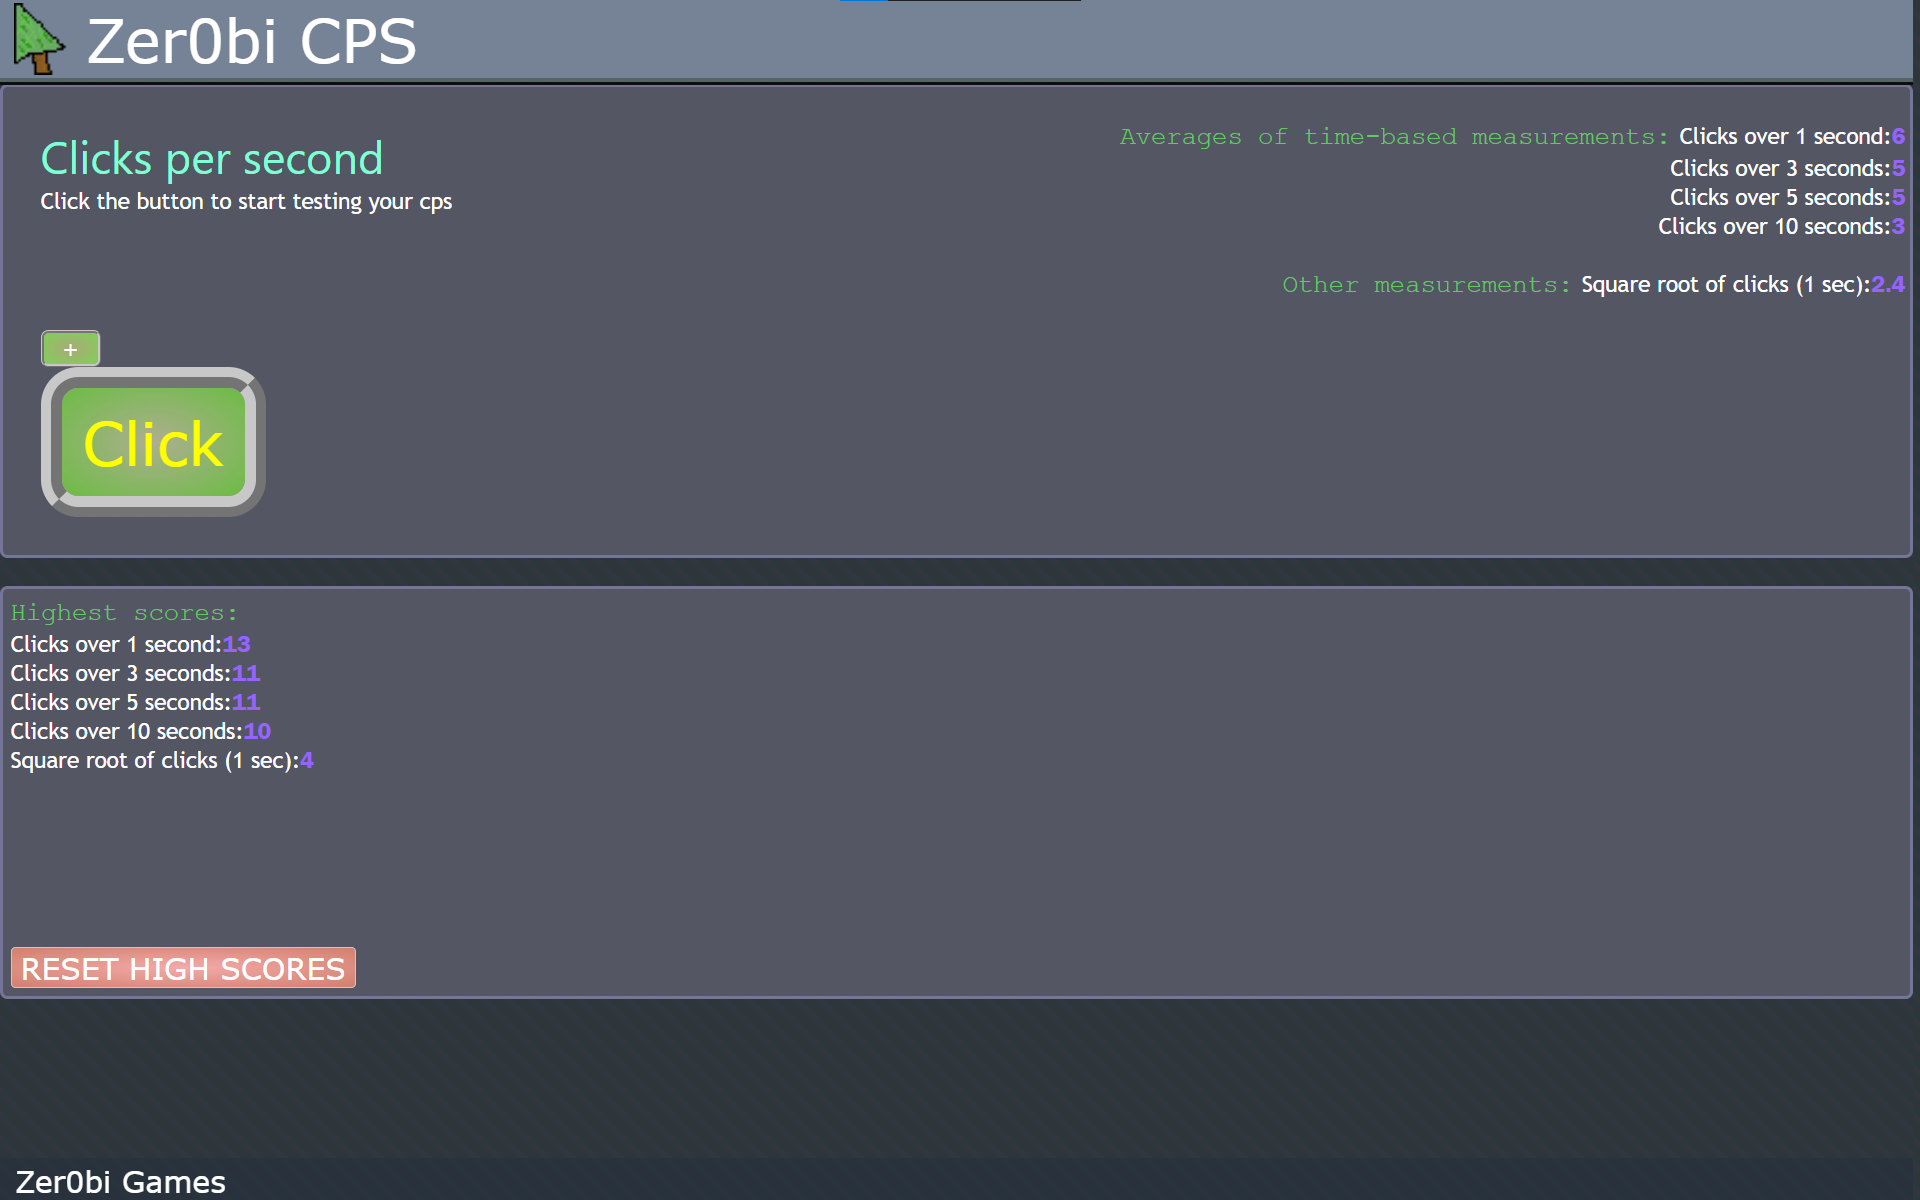 Zer0bi CPS
Clicks per second
Click the button to start testing your cps
Averages of time-based measurements: Clicks over 1 second:6
Clicks over 3 seconds:5
Clicks over 5 seconds:5
Clicks over 10 seconds:3
Other measurements: Square root of clicks (1 sec):2.4
+
Click
Highest scores:
Clicks over 1 second:13
Clicks over 3 seconds:11
Clicks over 5 seconds:11
Clicks over 10 seconds:10
Square root of clicks (1 sec):4
RESET HIGH SCORES
Zer0bi Games